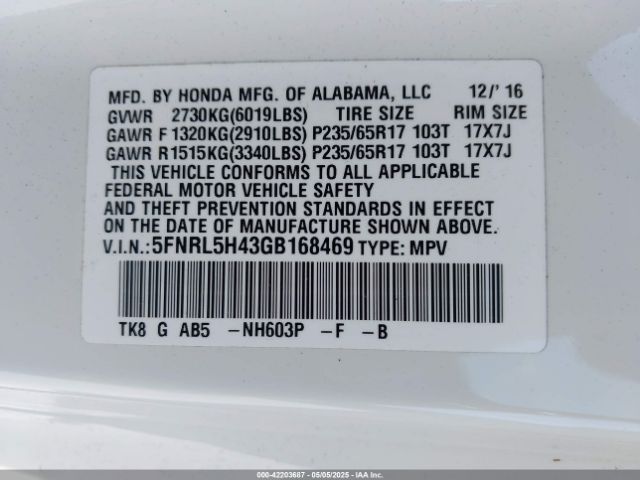 MFD. BY HONDA MFG. OF ALABAMA, LLC 12/'16
GVWR 2730KG(6019LBS) TIRE SIZE RIM SIZE
GAWR F1320KG(2910LBS) P235/65R17 103T 17X7J
GAWR R1515KG(3340LBS) P235/65R17 103T 17X7J
THIS VEHICLE CONFORMS TO ALL APPLICABLE
FEDERAL MOTOR VEHICLE SAFETY
AND THEFT PREVENTION STANDARDS IN EFFECT
ON THE DATE OF MANUFACTURE SHOWN ABOVE.
V.I.N.:5FNRL5H43GB168469 TYPE: MPV
TK8 G AB5 -NH603P -F -B
000-42203687 - 05/05/2025 - IAAI.COM